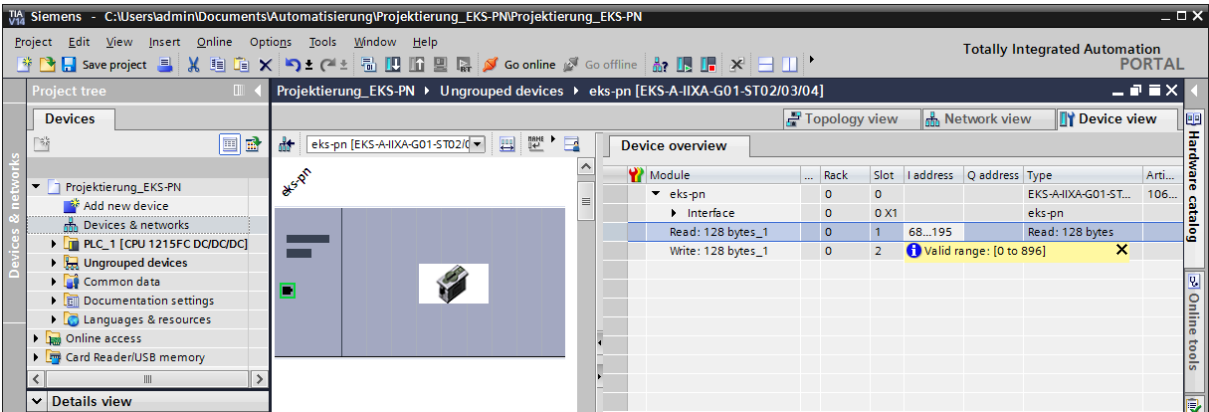 TIA V14 Siemens - C:\Users\admin\Documents\Automatisierung\Projektierung_EKS-PN\Projektierung_EKS-PN
Project Edit View Insert Online Options Tools Window Help
Totally Integrated Automation
PORTAL
Save project Go online Go offline
Project tree
Projektierung_EKS-PN Ungrouped devices eks-pn [EKS-A-IIXA-G01-ST02/03/04]
Devices
Topology view Network view Device view
eks-pn [EKS-A-IIXA-G01-ST02/0
Device overview
Module ... Rack Slot I address Q address Type Arti...
eks-pn 0 0 EKS-A-IIXA-G01-ST... 106...
Interface 0 0 X1 eks-pn
Read: 128 bytes_1 0 1 68...195 Read: 128 bytes
Write: 128 bytes_1 0 2 Valid range: [0 to 896]
Projektierung_EKS-PN
Add new device
Devices & networks
PLC_1 [CPU 1215FC DC/DC/DC]
Ungrouped devices
Common data
Documentation settings
Languages & resources
Online access
Card Reader/USB memory
Details view
eks-pn
Devices & networks
Hardware catalog
Online tools